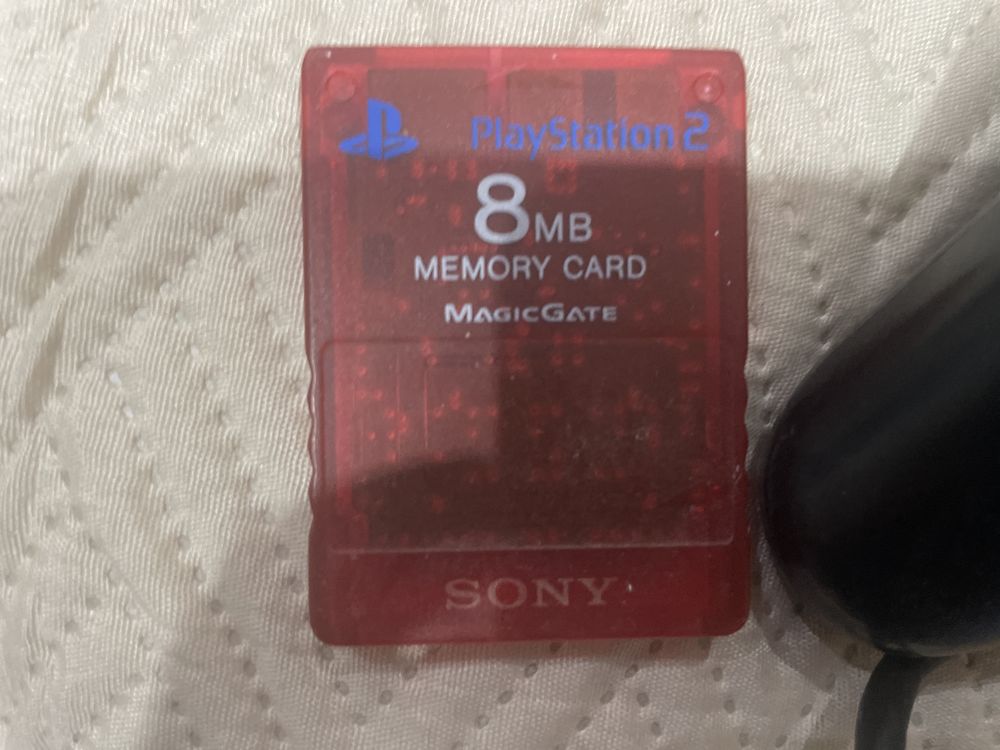 PlayStation 2
8MB
MEMORY CARD
MAGICGATE
SONY